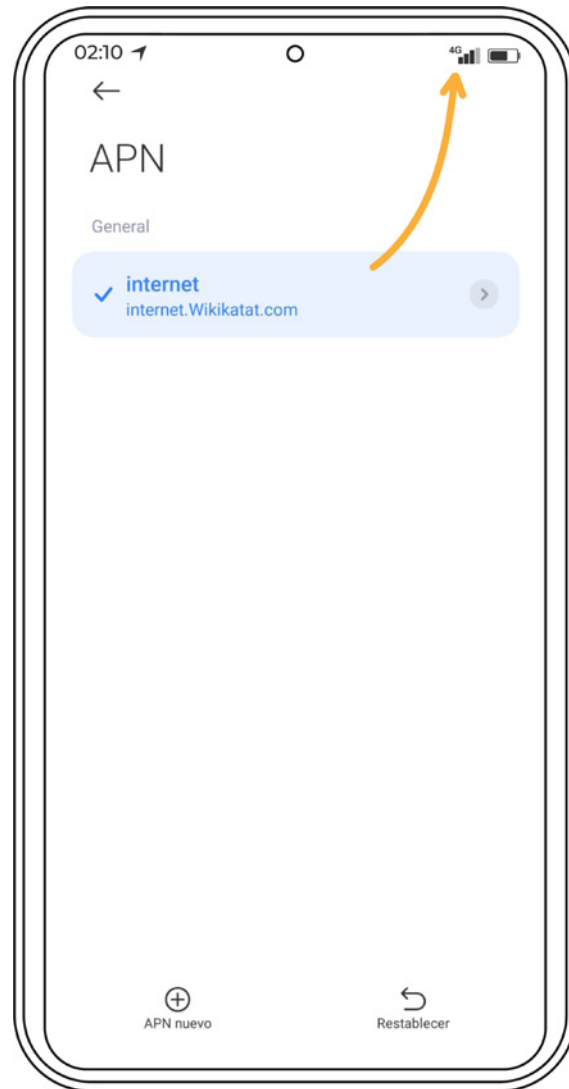 02:10
4G
APN
General
internet
internet.Wikikatat.com
APN nuevo
Restablecer